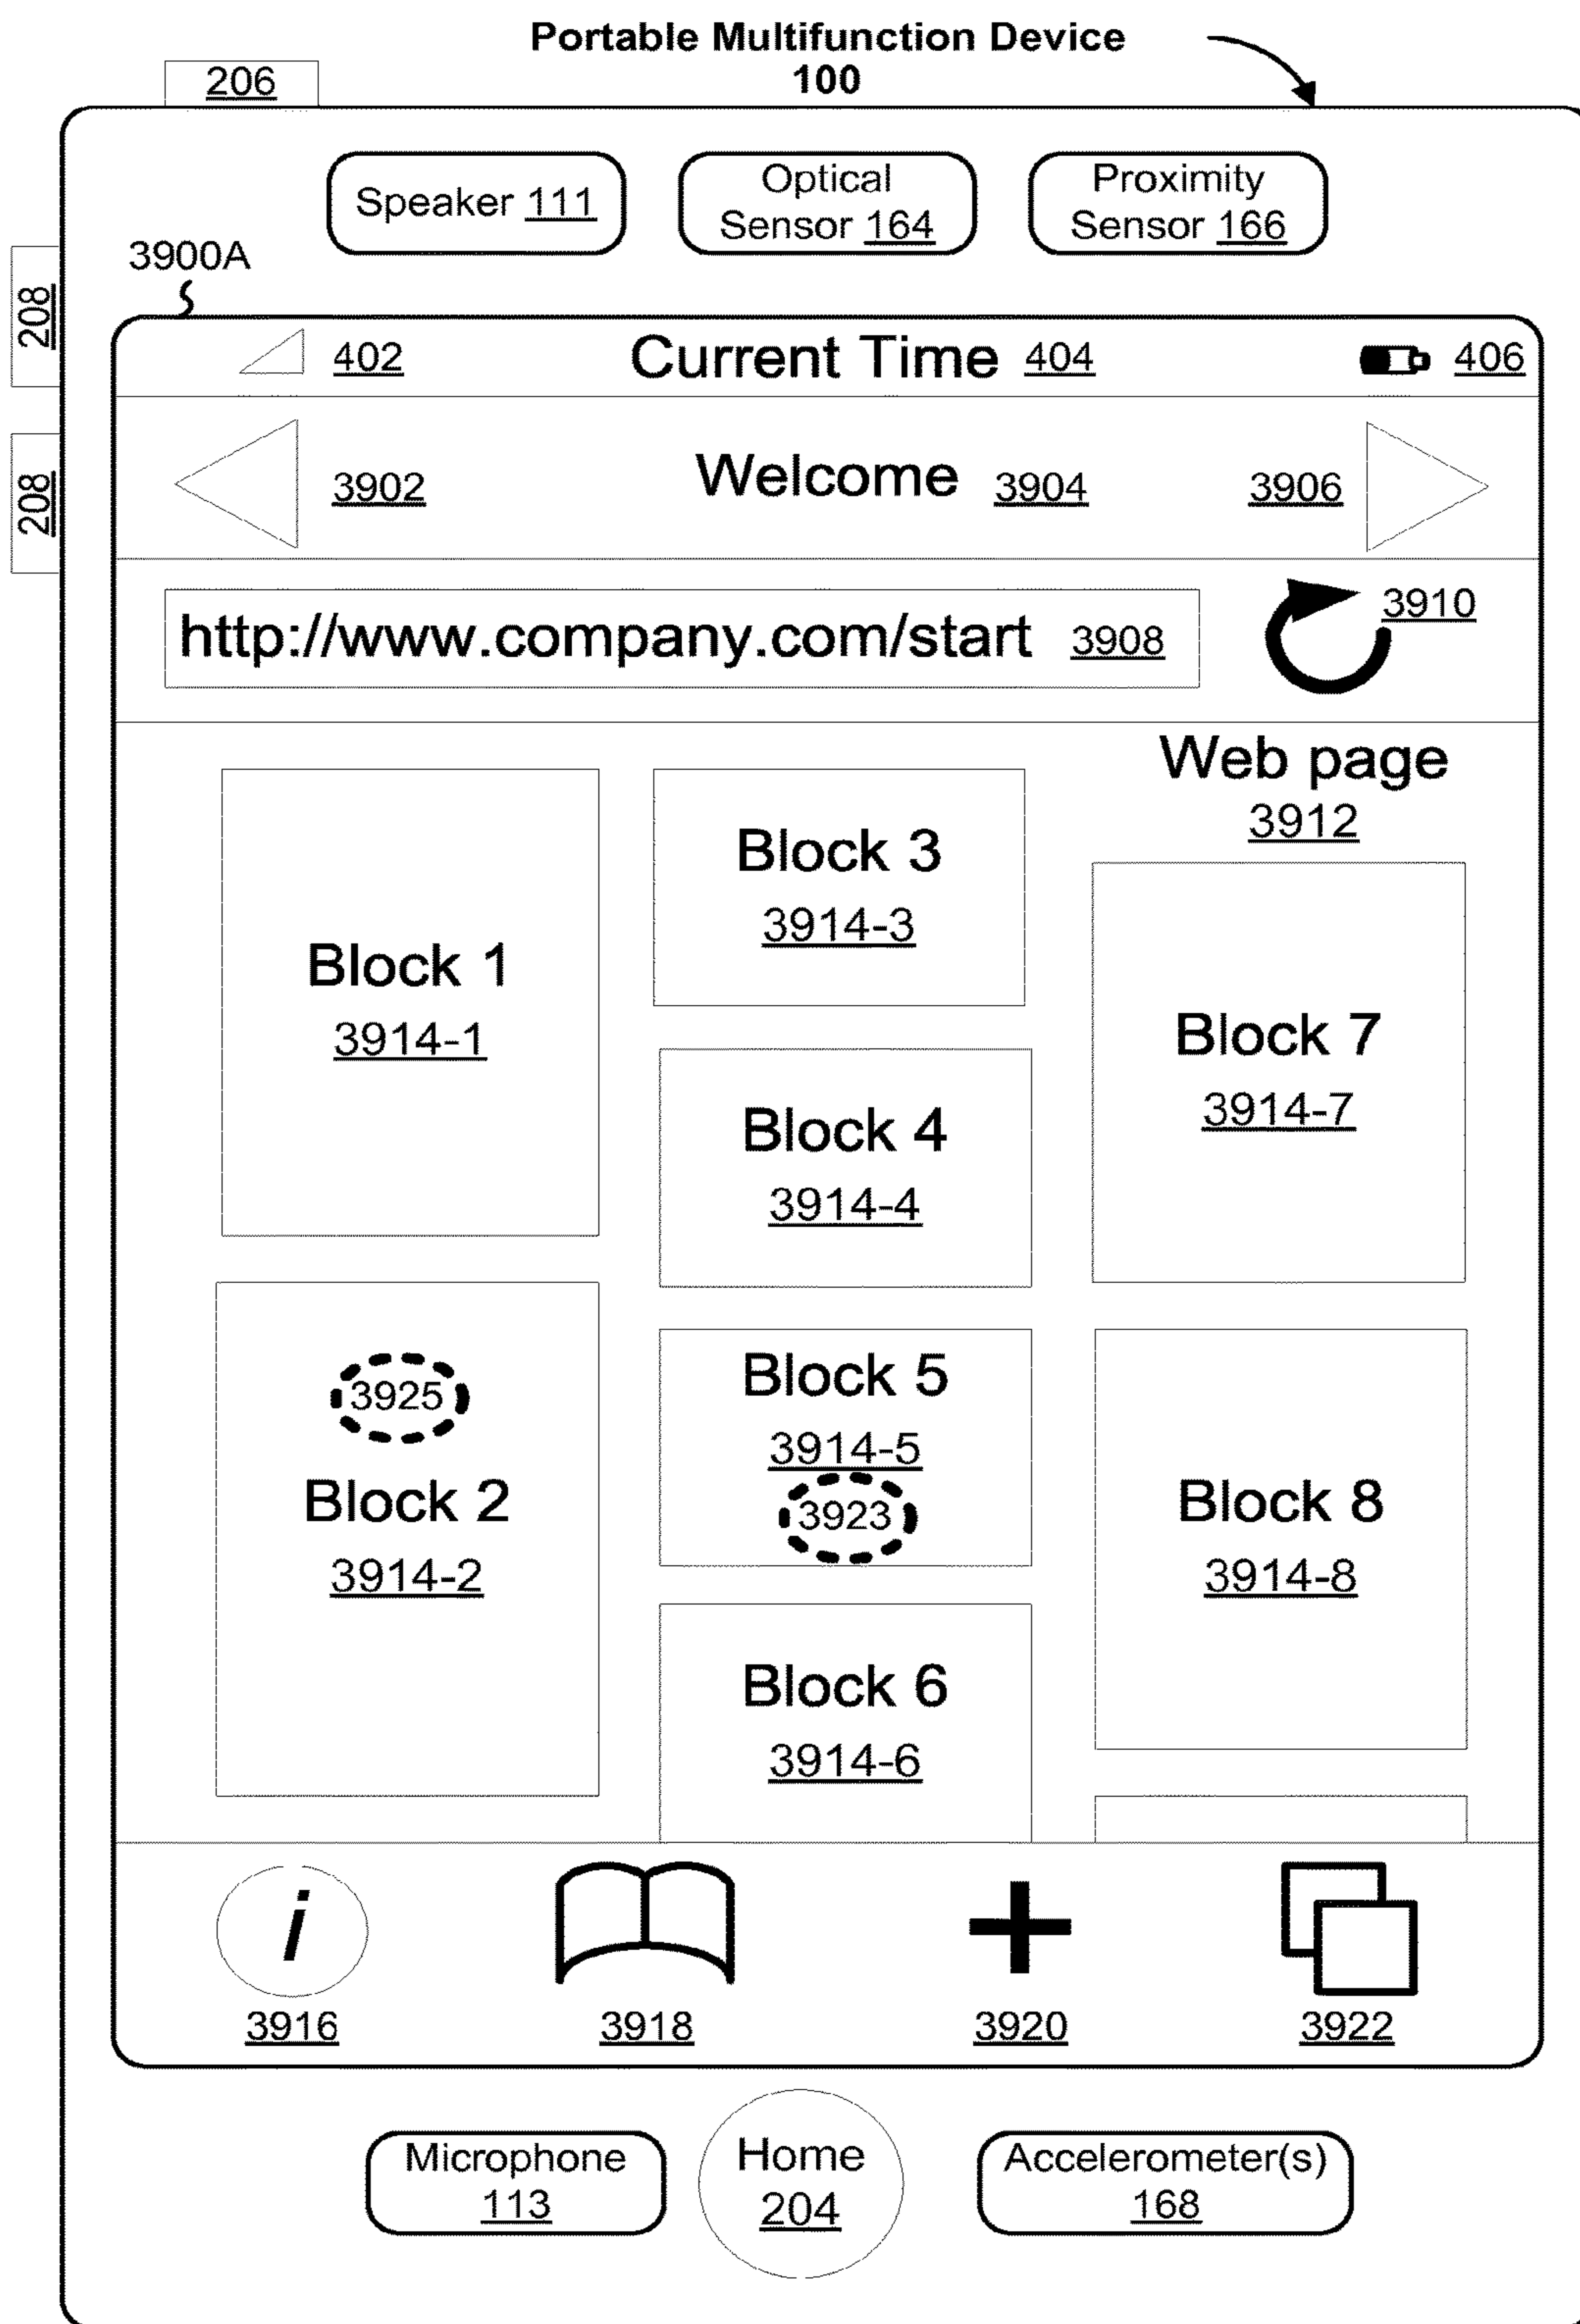 Portable Multifunction Device
100
206
Speaker 111
Optical
Sensor 164
Proximity
Sensor 166
3900A
208
208
402
Current Time 404
406
3902
Welcome 3904
3906
http://www.company.com/start 3908
3910
Web page
3912
Block 1
3914-1
Block 3
3914-3
Block 7
3914-7
Block 4
3914-4
3925
Block 2
3914-2
Block 5
3914-5
3923
Block 8
3914-8
Block 6
3914-6
i
3916
3918
3920
3922
Microphone
113
Home
204
Accelerometer(s)
168